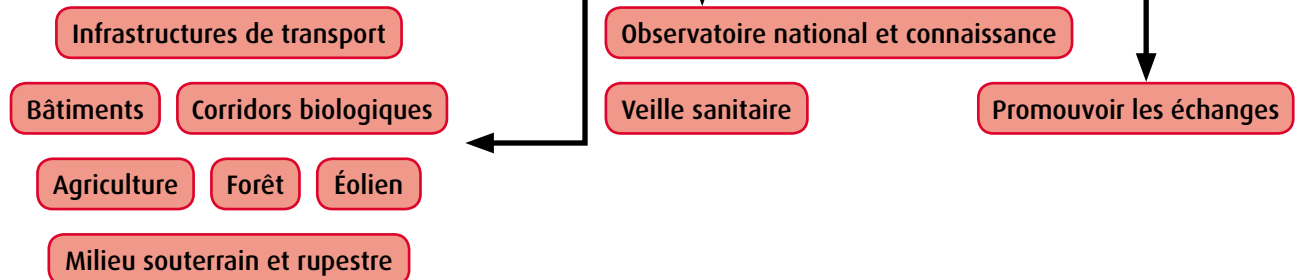 Infrastructures de transport
Observatoire national et connaissance
Bâtiments
Corridors biologiques
Veille sanitaire
Promouvoir les échanges
Agriculture
Forêt
Éolien
Milieu souterrain et rupestre